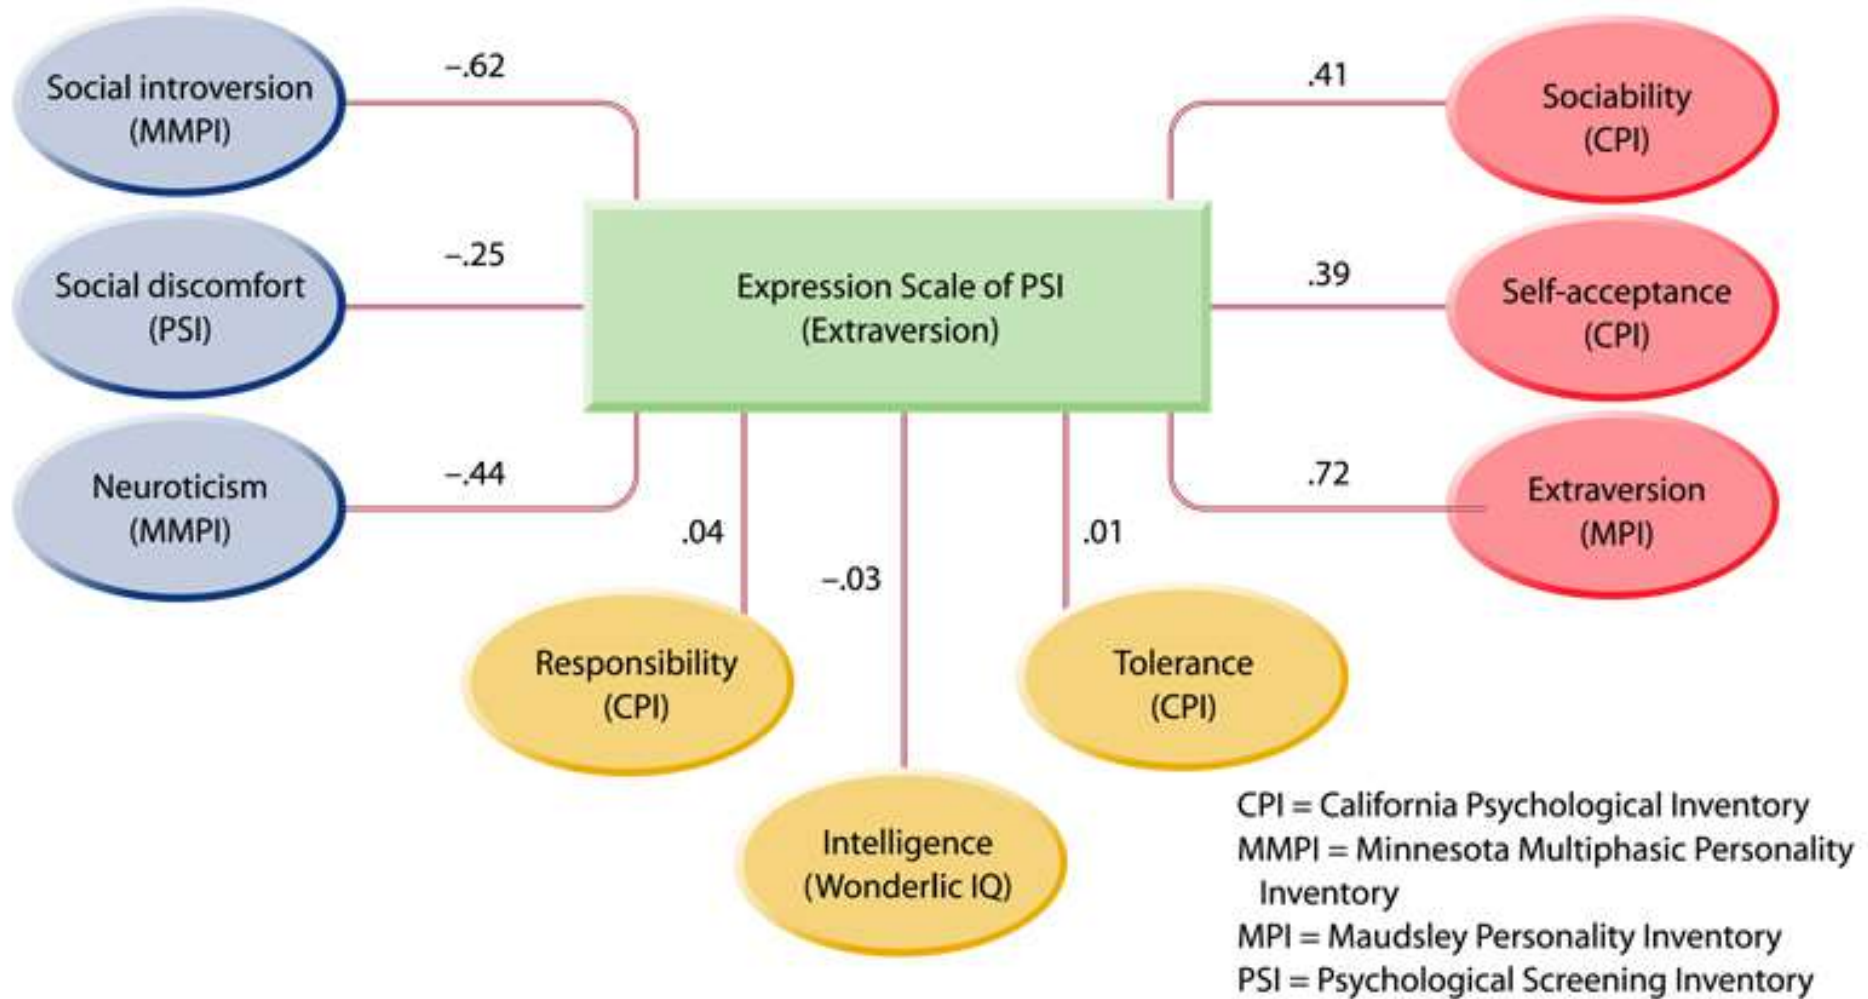 Social introversion
(MMPI)
–.62
.41
Sociability
(CPI)
Social discomfort
(PSI)
–.25
Expression Scale of PSI
(Extraversion)
.39
Self-acceptance
(CPI)
Neuroticism
(MMPI)
–.44
.72
Extraversion
(MPI)
.04
–.03
.01
Responsibility
(CPI)
Tolerance
(CPI)
Intelligence
(Wonderlic IQ)
CPI = California Psychological Inventory
MMPI = Minnesota Multiphasic Personality
Inventory
MPI = Maudsley Personality Inventory
PSI = Psychological Screening Inventory